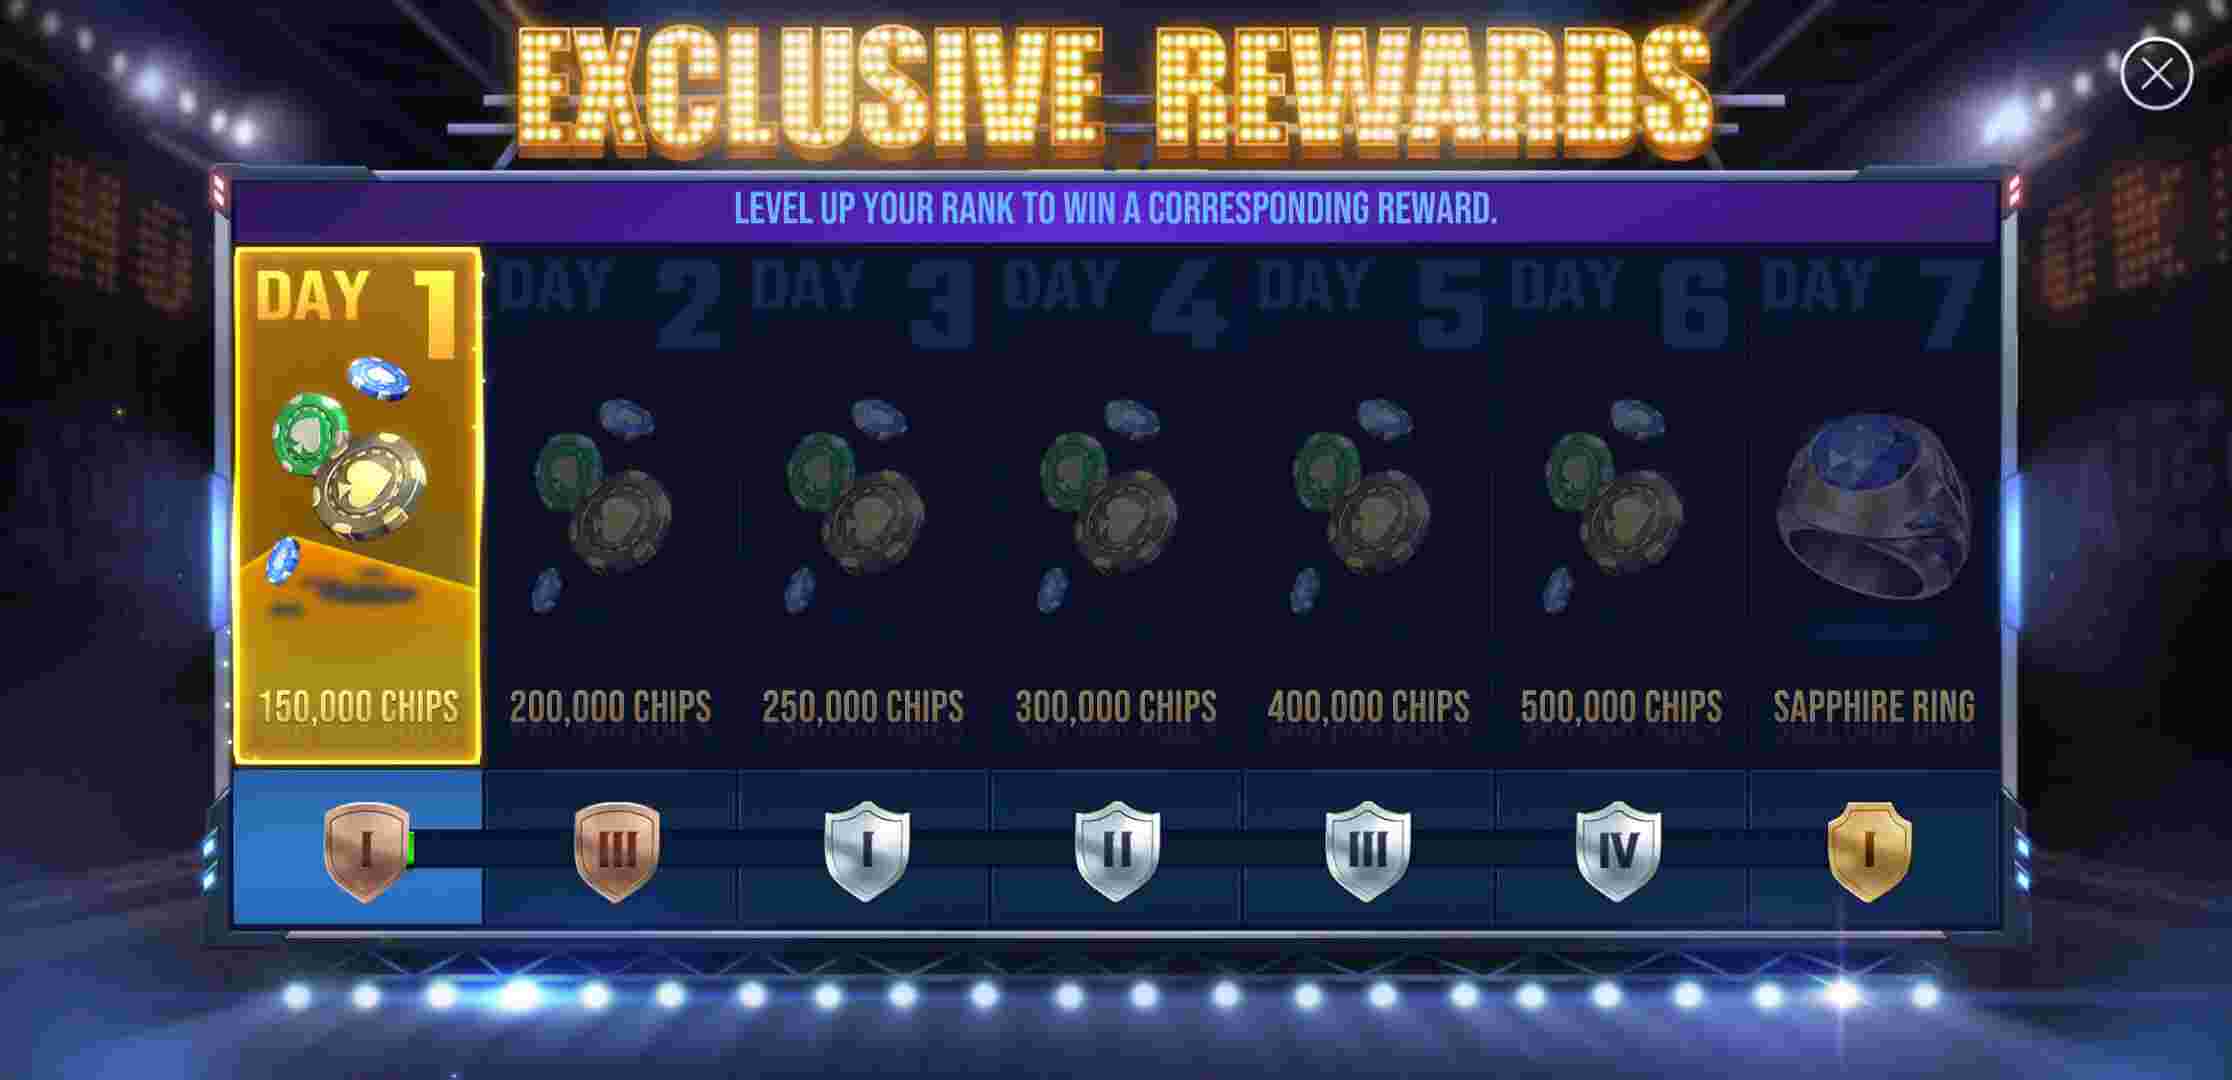 EXCLUSIVE REWARDS
LEVEL UP YOUR RANK TO WIN A CORRESPONDING REWARD.
DAY 1
DAY 2
DAY 3
DAY 4
DAY 5
DAY 6
DAY 7
150,000 CHIPS
200,000 CHIPS
250,000 CHIPS
300,000 CHIPS
400,000 CHIPS
500,000 CHIPS
SAPPHIRE RING
I
III
I
II
III
IV
I